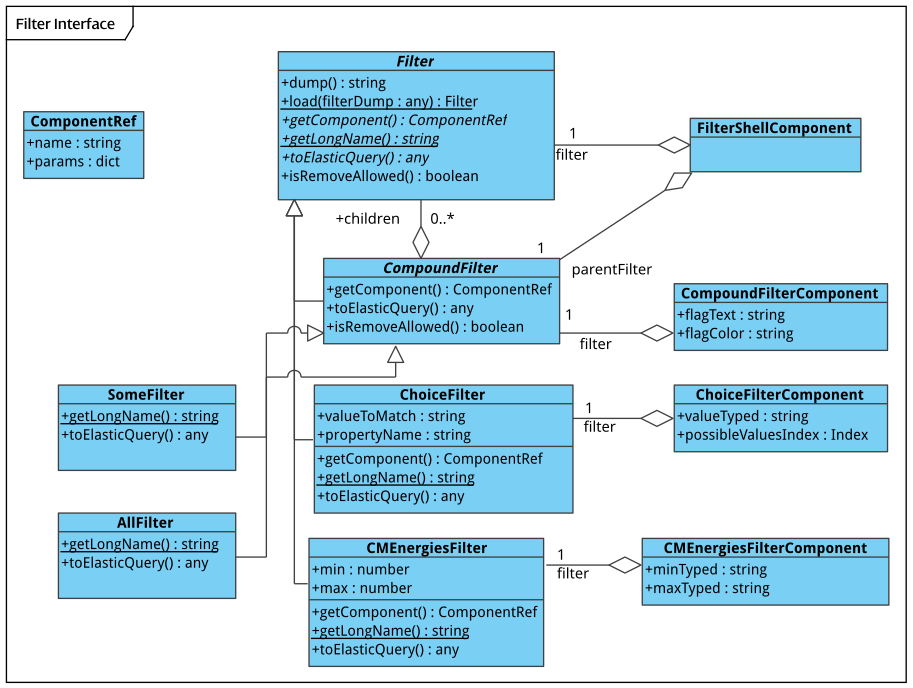 Filter Interface
Filter
+dump() : string
+load(filterDump : any) : Filter
+getComponent() : ComponentRef
+getLongName() : string
+toElasticQuery() : any
+isRemoveAllowed() : boolean
ComponentRef
+name : string
+params : dict
1
filter
FilterShellComponent
+children
0..*
1
parentFilter
CompoundFilter
+getComponent() : ComponentRef
+toElasticQuery() : any
+isRemoveAllowed() : boolean
1
filter
CompoundFilterComponent
+flagText : string
+flagColor : string
SomeFilter
+getLongName() : string
+toElasticQuery() : any
ChoiceFilter
+valueToMatch : string
+propertyName : string
+getComponent() : ComponentRef
+getLongName() : string
+toElasticQuery() : any
1
filter
ChoiceFilterComponent
+valueTyped : string
+possibleValuesIndex : Index
AllFilter
+getLongName() : string
+toElasticQuery() : any
CMEnergiesFilter
+min : number
+max : number
+getComponent() : ComponentRef
+getLongName() : string
+toElasticQuery() : any
1
filter
CMEnergiesFilterComponent
+minTyped : string
+maxTyped : string